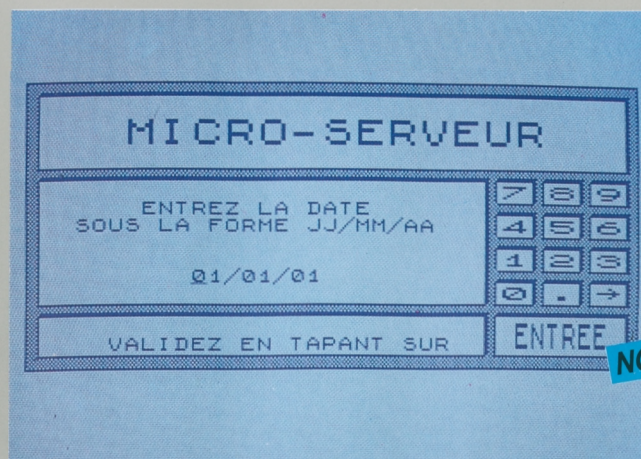 MICRO-SERVEUR
ENTREZ LA DATE
SOUS LA FORME JJ/MM/AA
01/01/01
7 8 9
4 5 6
1 2 3
0 . →
VALIDEZ EN TAPANT SUR
ENTREE